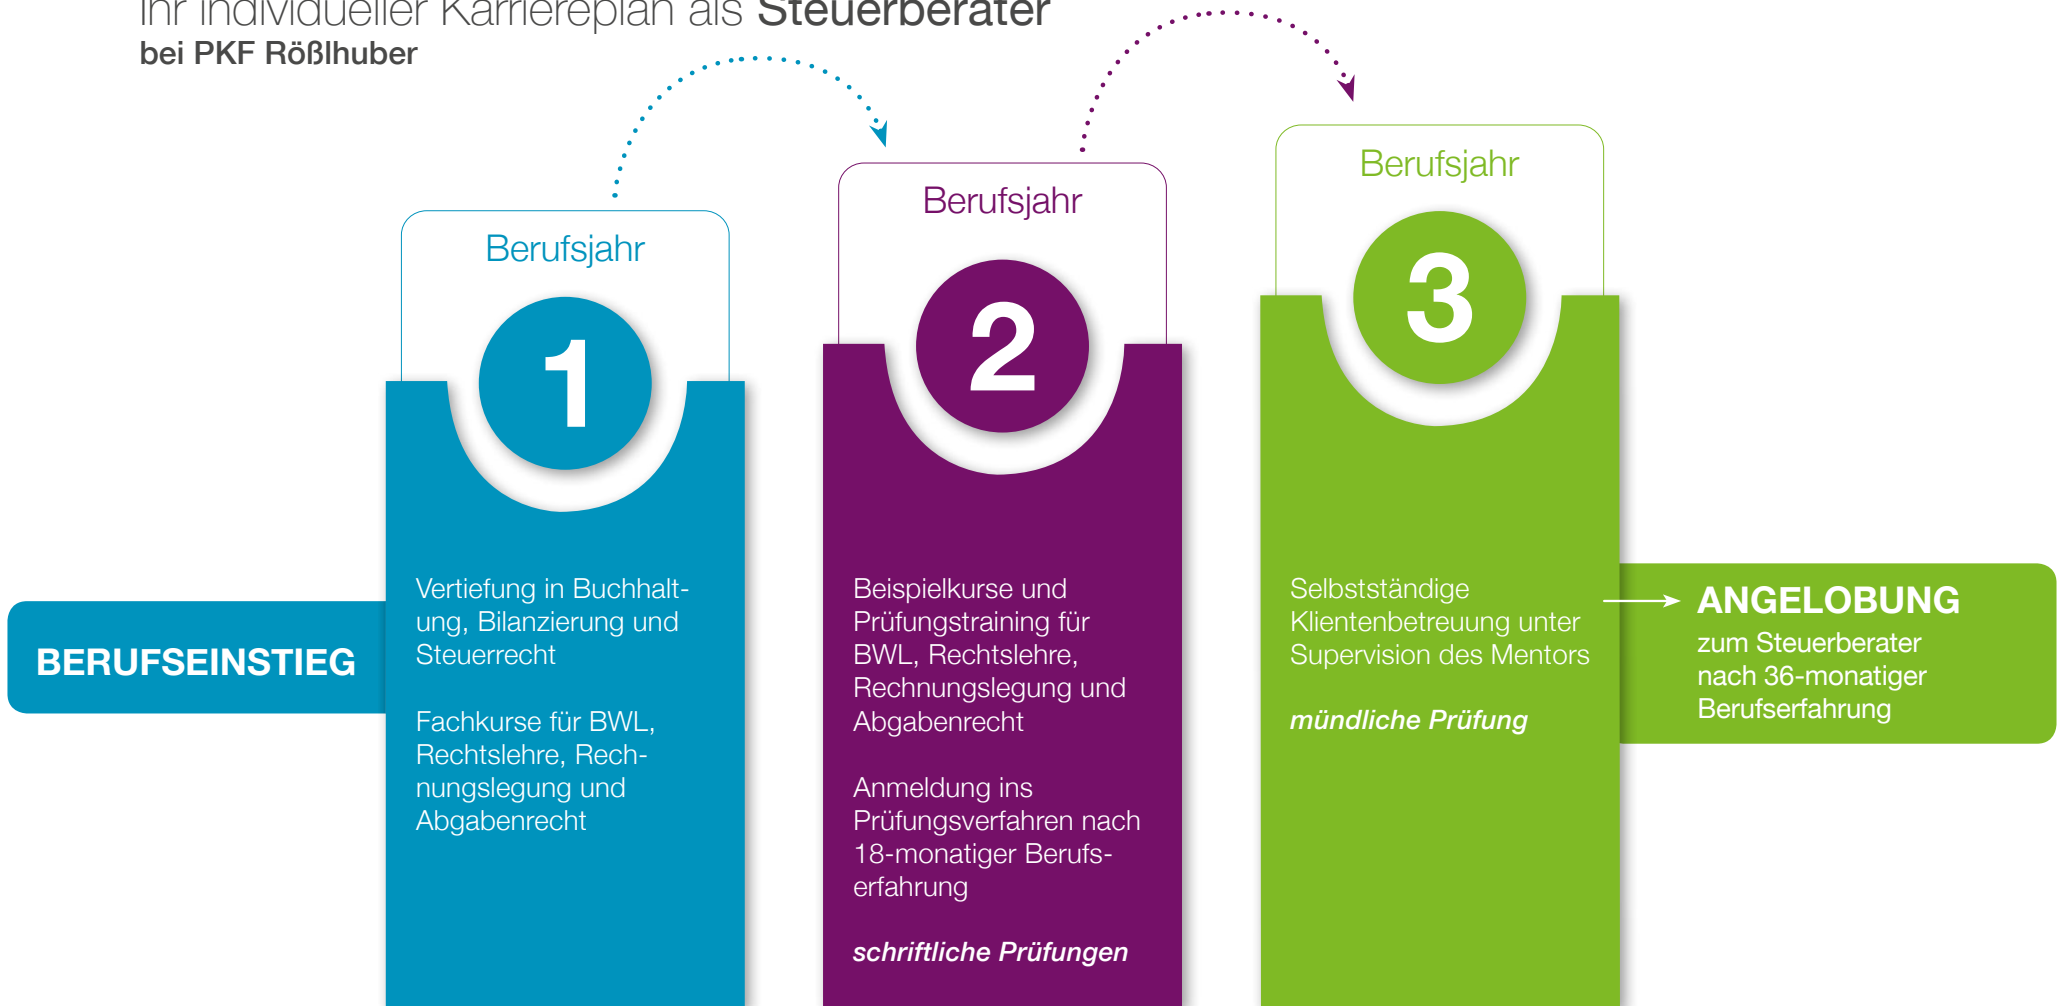 Ihr individueller Karriereplan als Steuerberater
bei PKF Rößlhuber
BERUFSEINSTIEG
Berufsjahr
1
Vertiefung in Buchhalt-
ung, Bilanzierung und
Steuerrecht
Fachkurse für BWL,
Rechtslehre, Rech-
nungslegung und
Abgabenrecht
Berufsjahr
2
Beispielkurse und
Prüfungstraining für
BWL, Rechtslehre,
Rechnungslegung und
Abgabenrecht
Anmeldung ins
Prüfungsverfahren nach
18-monatiger Berufs-
erfahrung
schriftliche Prüfungen
Berufsjahr
3
Selbstständige
Klientenbetreuung unter
Supervision des Mentors
mündliche Prüfung
ANGELOBUNG
zum Steuerberater
nach 36-monatiger
Berufserfahrung